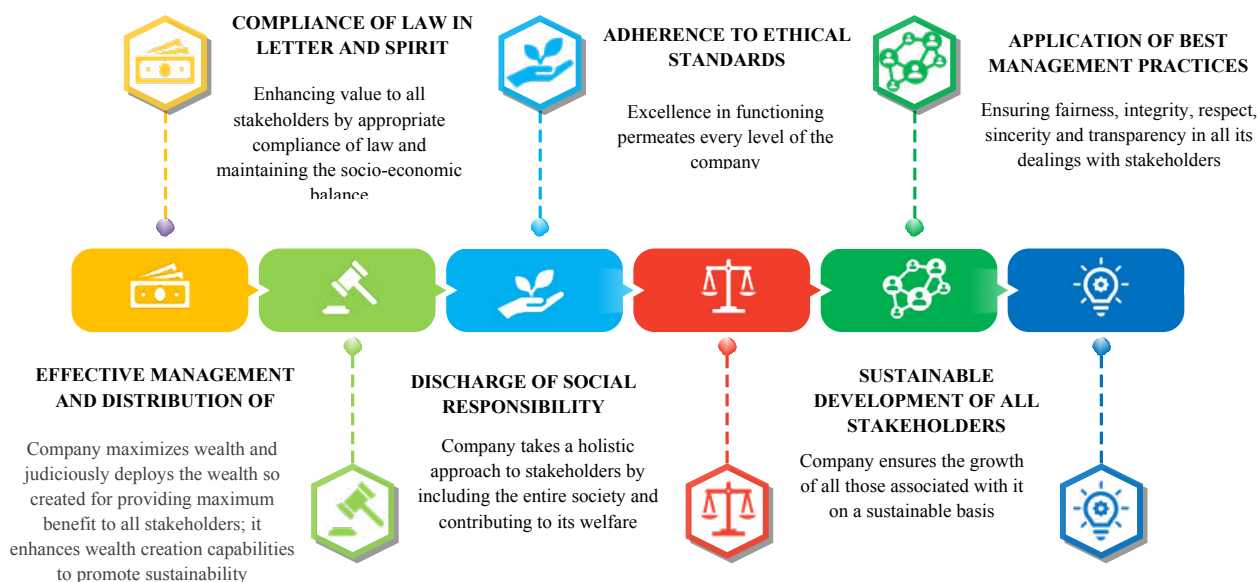 COMPLIANCE OF LAW IN
LETTER AND SPIRIT
Enhancing value to all
stakeholders by appropriate
compliance of law and
maintaining the socio-economic
balance
ADHERENCE TO ETHICAL
STANDARDS
Excellence in functioning
permeates every level of the
company
APPLICATION OF BEST
MANAGEMENT PRACTICES
Ensuring fairness, integrity, respect,
sincerity and transparency in all its
dealings with stakeholders
EFFECTIVE MANAGEMENT
AND DISTRIBUTION OF
Company maximizes wealth and
judiciously deploys the wealth so
created for providing maximum
benefit to all stakeholders; it
enhances wealth creation capabilities
to promote sustainability
DISCHARGE OF SOCIAL
RESPONSIBILITY
Company takes a holistic
approach to stakeholders by
including the entire society and
contributing to its welfare
SUSTAINABLE
DEVELOPMENT OF ALL
STAKEHOLDERS
Company ensures the growth
of all those associated with it
on a sustainable basis